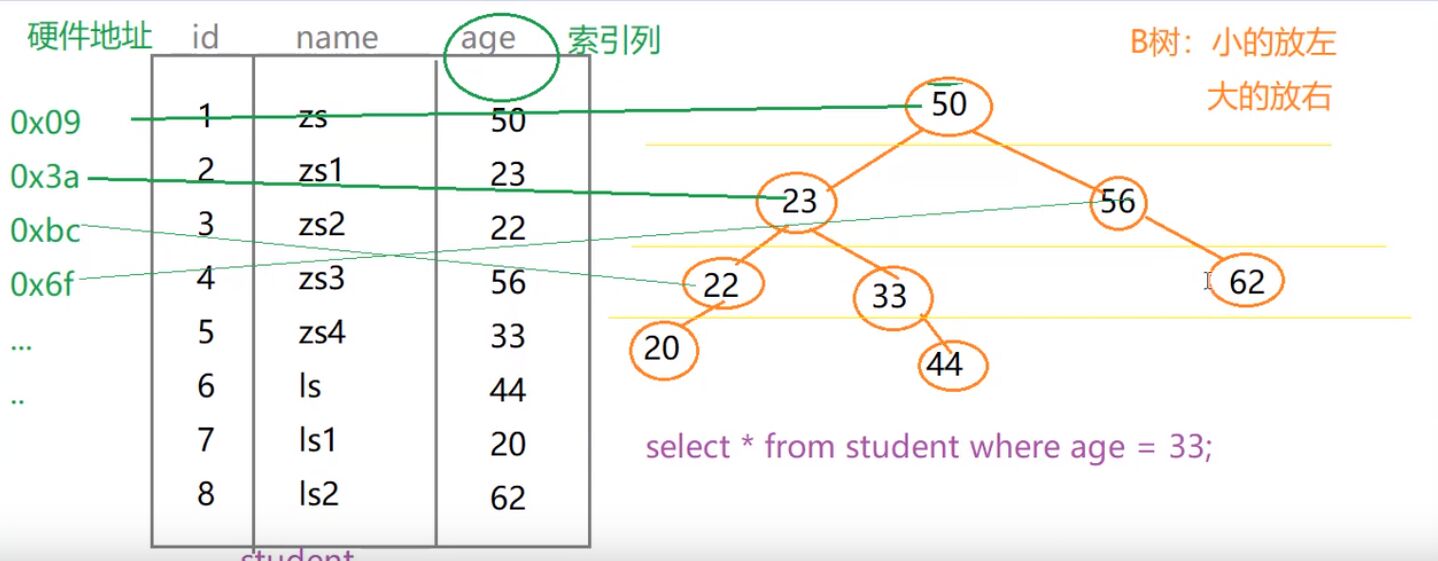 硬件地址 id name age 索引列
B树：小的放左
大的放右
0x09 1 zs 50
0x3a 2 zs1 23
0xbc 3 zs2 22
0x6f 4 zs3 56
... 5 zs4 33
.. 6 ls 44
7 ls1 20
8 ls2 62
student
50
23 56
22 33 62
20 44
select * from student where age = 33;